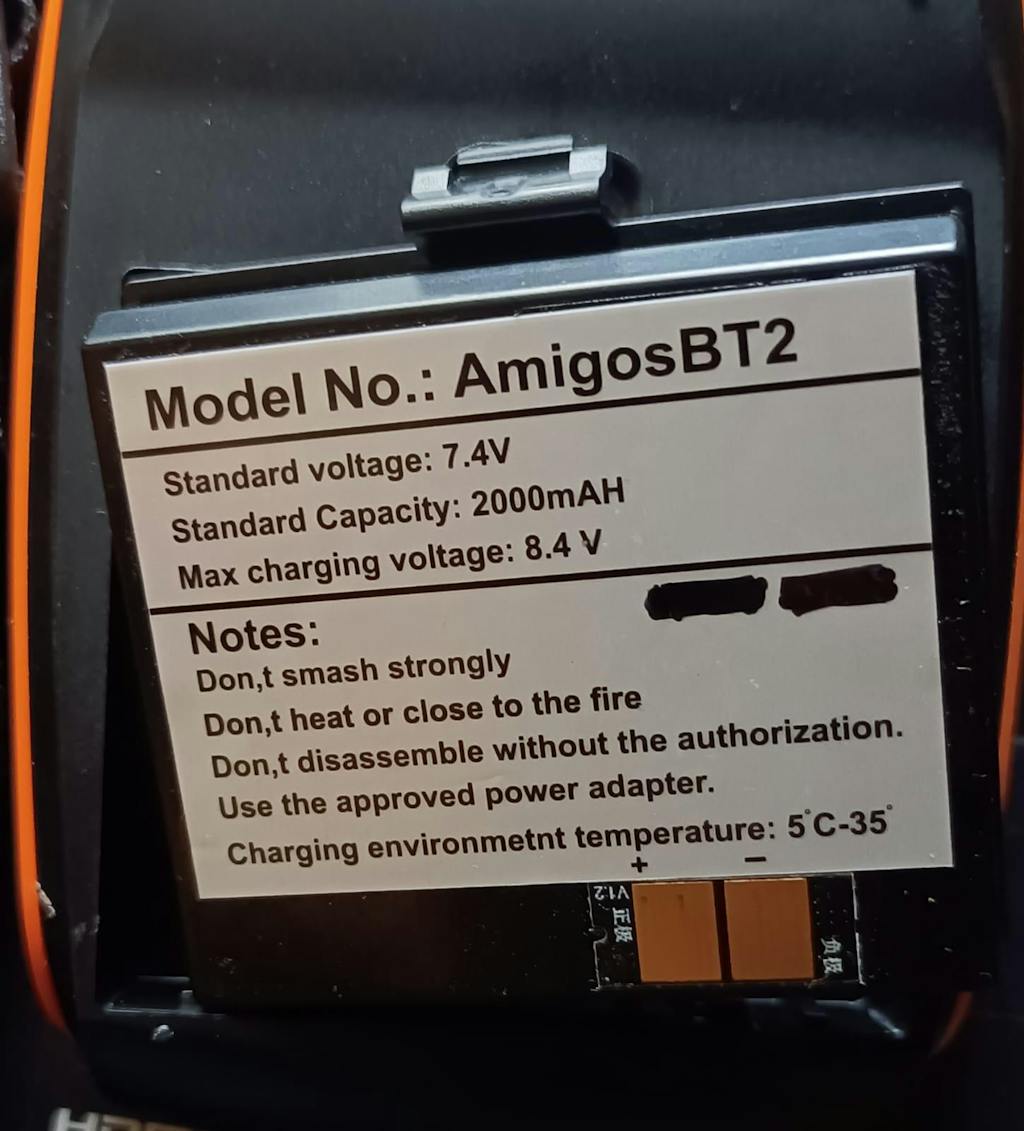 Model No.: AmigosBT2
Standard voltage: 7.4V
Standard Capacity: 2000mAH
Max charging voltage: 8.4 V
Notes:
Don,t smash strongly
Don,t heat or close to the fire
Don,t disassemble without the authorization.
Use the approved power adapter.
Charging environmetnt temperature: 5°C-35°
+ −
V1.2
正极
负极